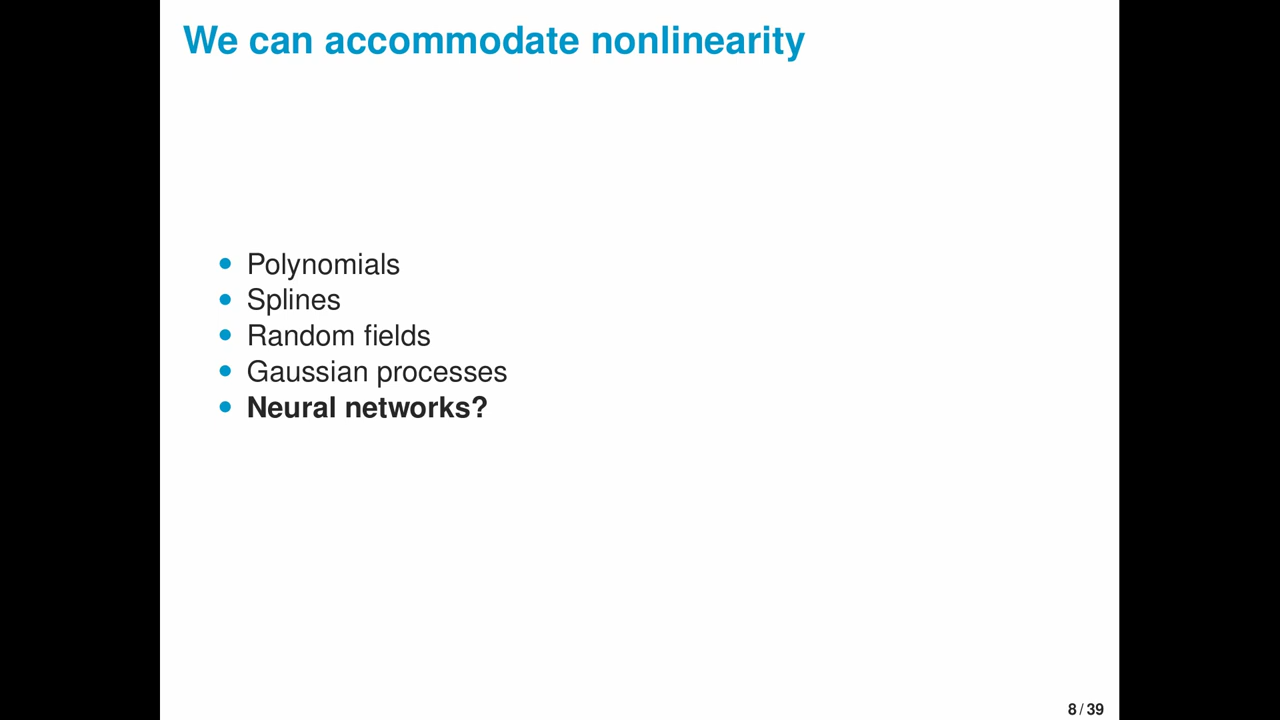 We can accommodate nonlinearity
• Polynomials
• Splines
• Random fields
• Gaussian processes
• Neural networks?
8 / 39